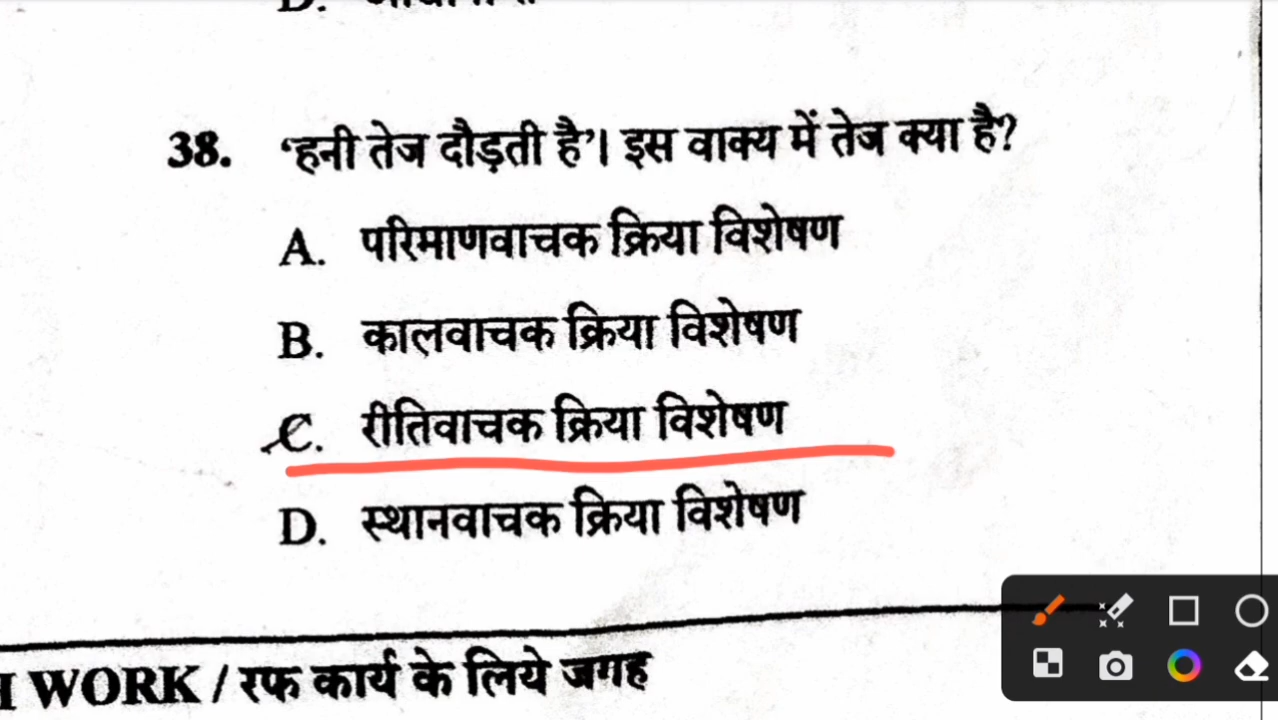 38. 'हनी तेज दौड़ती है'। इस वाक्य में तेज क्या है?
A. परिमाणवाचक क्रिया विशेषण
B. कालवाचक क्रिया विशेषण
C. रीतिवाचक क्रिया विशेषण
D. स्थानवाचक क्रिया विशेषण
WORK / रफ कार्य के लिये जगह